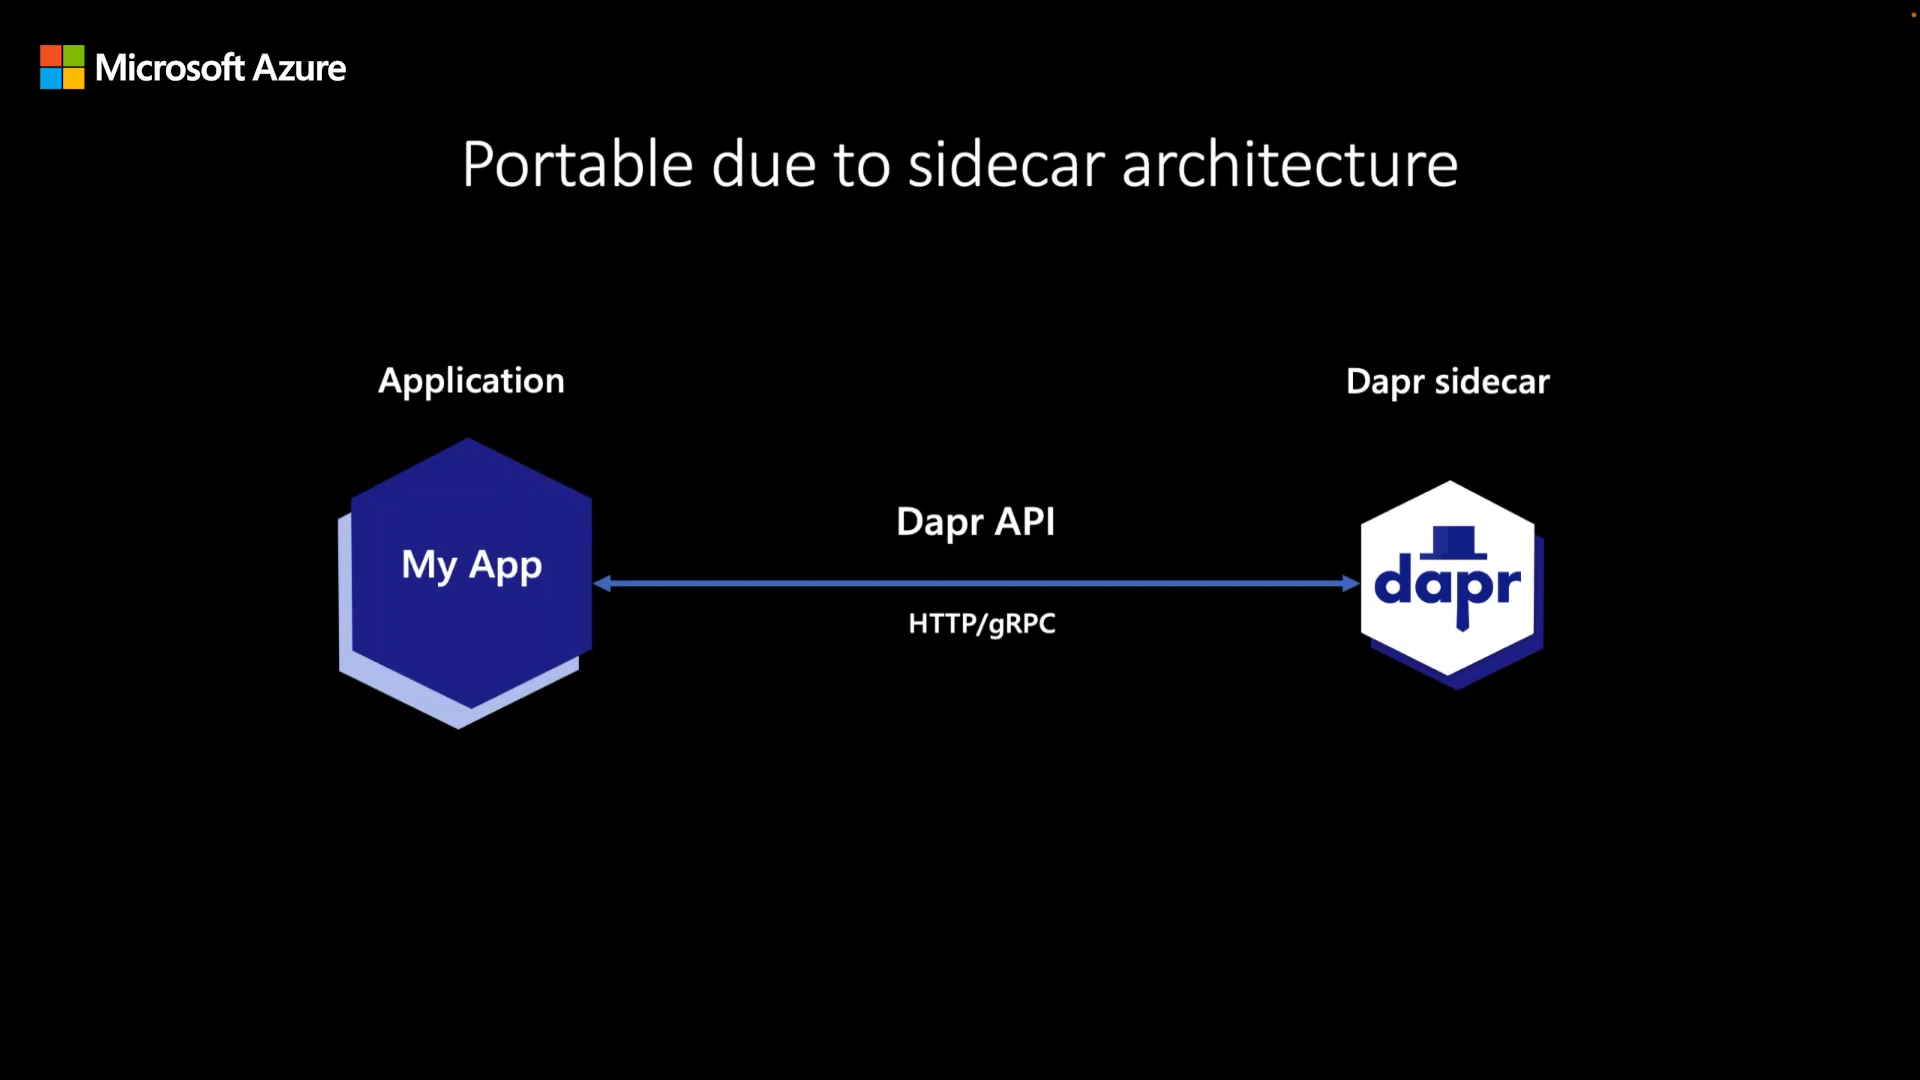 Microsoft Azure
Portable due to sidecar architecture
Application
Dapr sidecar
My App
Dapr API
HTTP/gRPC
dapr